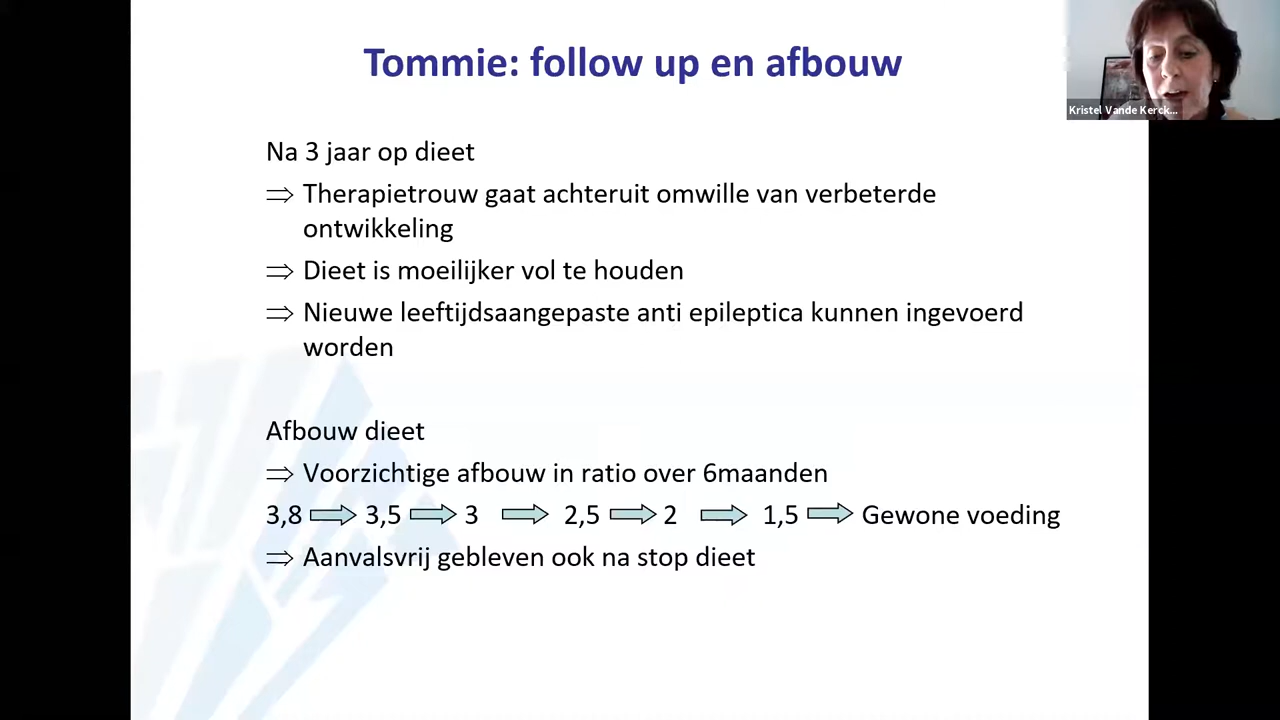 Tommie: follow up en afbouw
Kristel Vande Kerck...
Na 3 jaar op dieet
⇒ Therapietrouw gaat achteruit omwille van verbeterde
ontwikkeling
⇒ Dieet is moeilijker vol te houden
⇒ Nieuwe leeftijdsaangepaste anti epileptica kunnen ingevoerd
worden
Afbouw dieet
⇒ Voorzichtige afbouw in ratio over 6maanden
3,8 ⇨ 3,5 ⇨ 3 ⇨ 2,5 ⇨ 2 ⇨ 1,5 ⇨ Gewone voeding
⇒ Aanvalsvrij gebleven ook na stop dieet